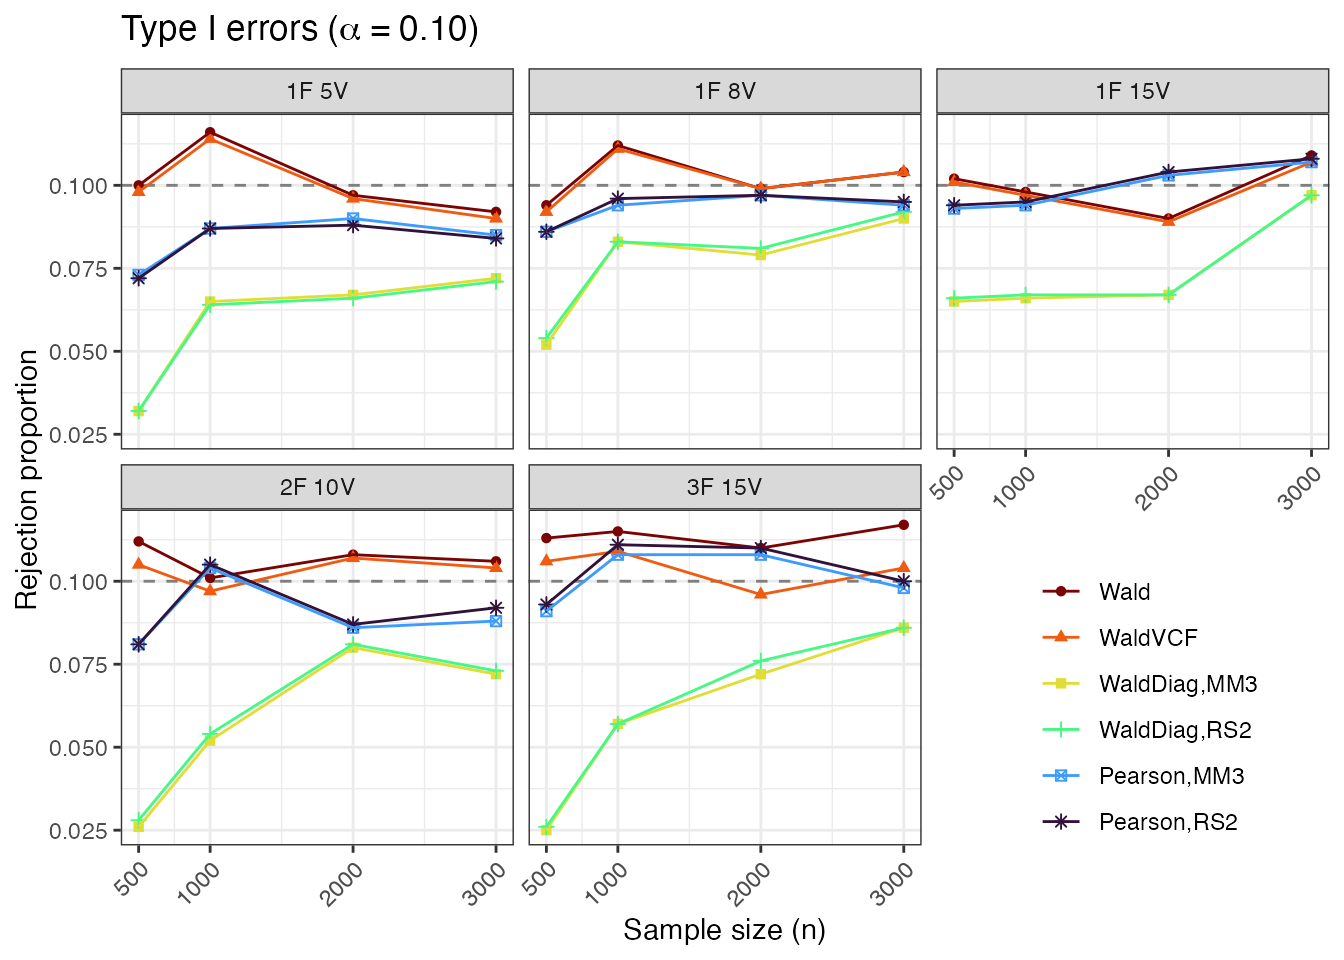 Type I errors (α = 0.10)
1F 5V
1F 8V
1F 15V
0.100
0.075
0.050
0.025
500
1000
2000
3000
2F 10V
3F 15V
0.100
0.075
0.050
0.025
500
1000
2000
3000
500
1000
2000
3000
Rejection proportion
Sample size (n)
Wald
WaldVCF
WaldDiag,MM3
WaldDiag,RS2
Pearson,MM3
Pearson,RS2